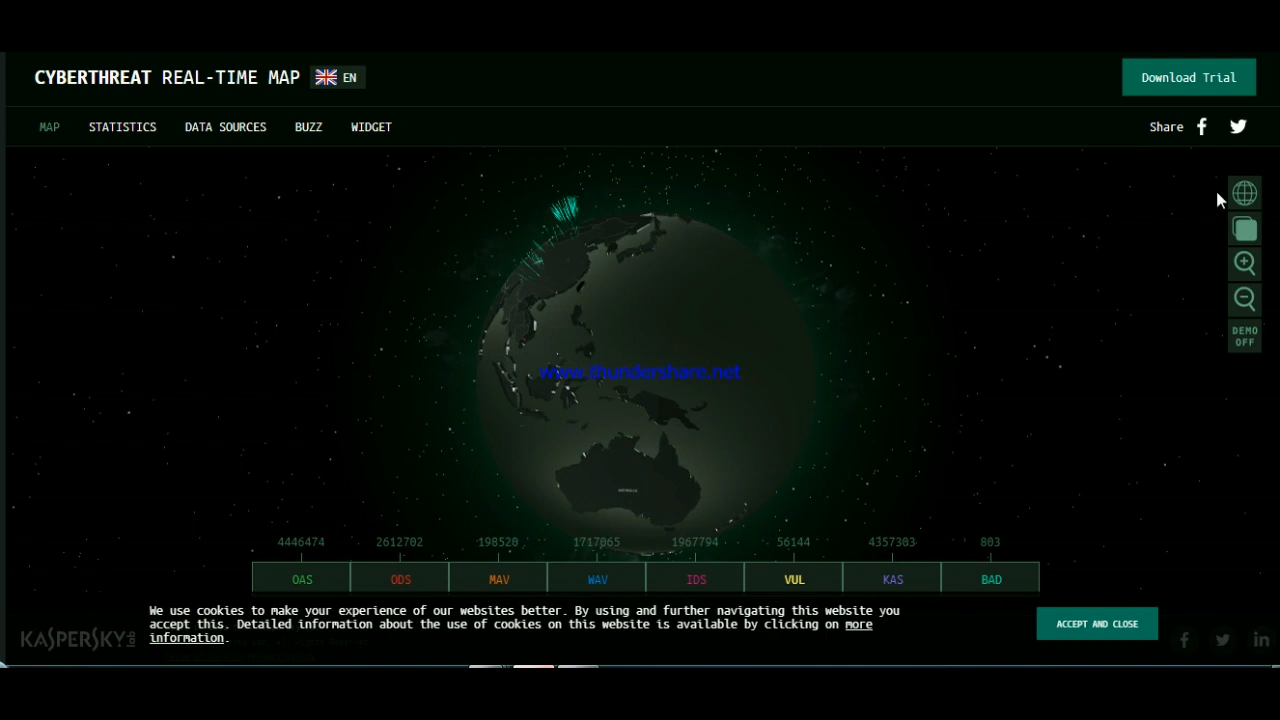 CYBERTHREAT REAL-TIME MAP EN
Download Trial
MAP STATISTICS DATA SOURCES BUZZ WIDGET
Share
DEMO
OFF
www.thundershare.net
4446474 2612702 198520 1717065 1967794 56144 4357303 803
OAS ODS MAV WAV IDS VUL KAS BAD
We use cookies to make your experience of our websites better. By using and further navigating this website you
accept this. Detailed information about the use of cookies on this website is available by clicking on more
information.
ACCEPT AND CLOSE
KASPERSKY lab